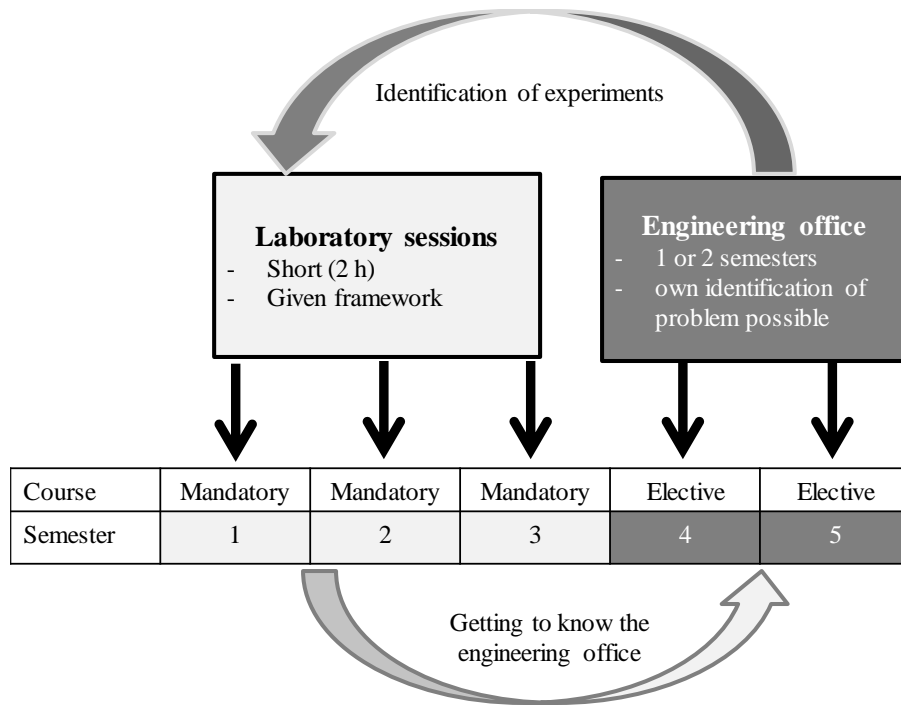 Identification of experiments
Laboratory sessions
- Short (2 h)
- Given framework
Engineering office
- 1 or 2 semesters
- own identification of
problem possible
Course Mandatory Mandatory Mandatory Elective Elective
Semester 1 2 3 4 5
Getting to know the
engineering office